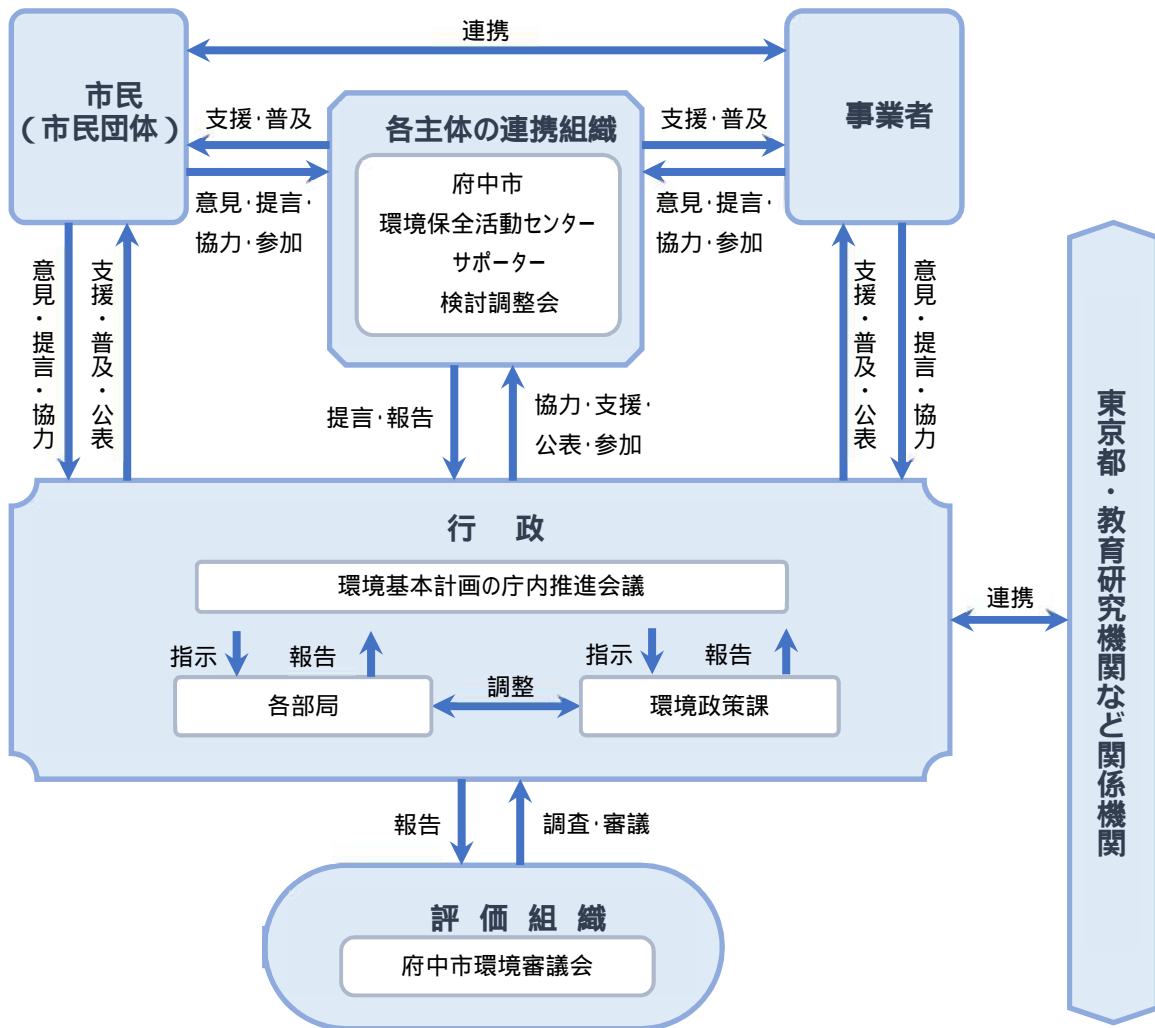 連携
市民
（市民団体）
事業者
支援・普及
各主体の連携組織
支援・普及
意見・提言・
協力・参加
府中市
環境保全活動センター
サポーター
検討調整会
意見・提言・
協力・参加
意見・提言・協力
支援・普及・公表
提言・報告
協力・支援・
公表・参加
支援・普及・公表
意見・提言・協力
行政
環境基本計画の庁内推進会議
指示
報告
指示
報告
各部局
調整
環境政策課
連携
東京都・教育研究機関など関係機関
報告
調査・審議
評価組織
府中市環境審議会